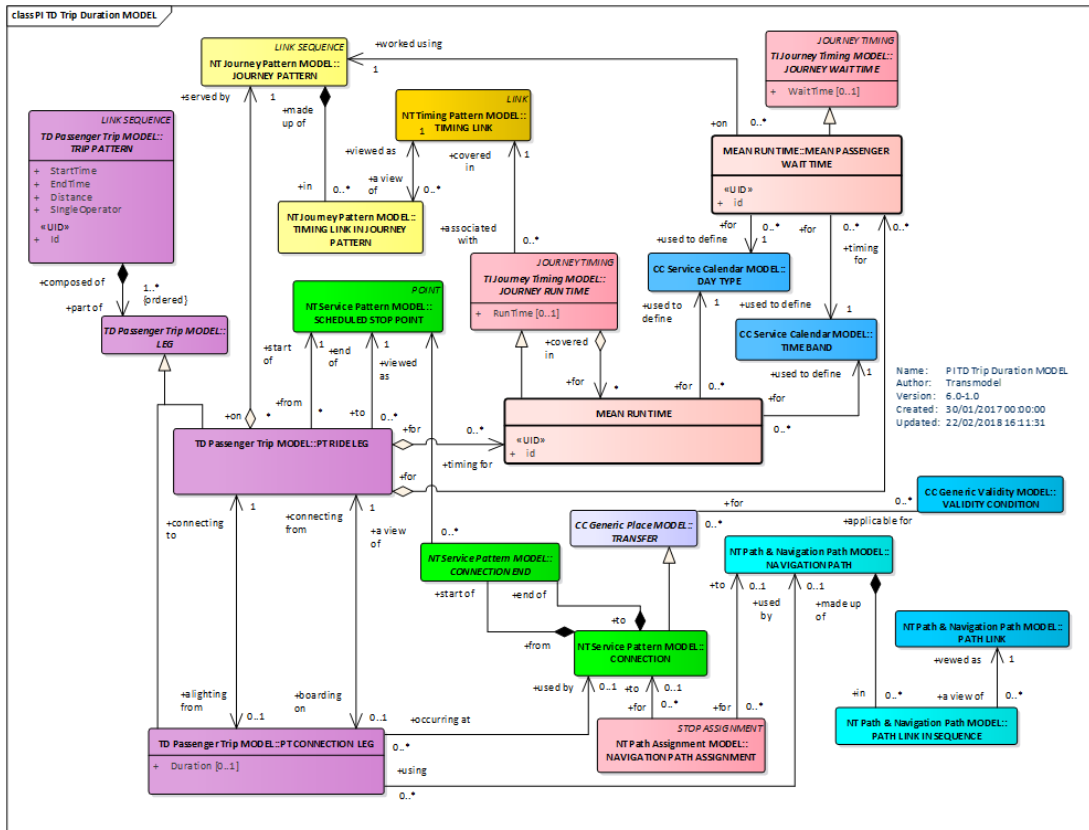 class PI TD Trip Duration MODEL
LINK SEQUENCE
NT Journey Pattern MODEL::
JOURNEY PATTERN
+worked using
1
JOURNEY TIMING
TI Journey Timing MODEL::
JOURNEY WAIT TIME
+ WaitTime [0..1]
+served by
1
+made
up of
LINK SEQUENCE
TD Passenger Trip MODEL::
TRIP PATTERN
+ StartTime
+ EndTime
+ Distance
+ SingleOperator
«UID»
+ Id
LINK
NT Timing Pattern MODEL::
TIMING LINK
1
+viewed as
+covered
in
1
+on
0..*
MEAN RUNTIME::MEAN PASSENGER
WAIT TIME
«UID»
+ id
+a view
of
0..*
+in
0..*
NT Journey Pattern MODEL::
TIMING LINK IN JOURNEY
PATTERN
+associated
with
0..*
+for
0..*
+used to define
1
0..*
+for
+timing
for
0..*
JOURNEY TIMING
TI Journey Timing MODEL::
JOURNEY RUN TIME
+ RunTime [0..1]
CC Service Calendar MODEL::
DAY TYPE
+composed of
1..*
{ordered}
+part of
POINT
NT Service Pattern MODEL::
SCHEDULED STOP POINT
+used to
define
1
+used to define
1
CC Service Calendar MODEL::
TIME BAND
TD Passenger Trip MODEL::
LEG
+start
of
1
+end
of
1
+viewed
as
+covered
in
+for
*
+for
0..*
+used to define
1
+for
0..*
Name: PI TD Trip Duration MODEL
Author: Transmodel
Version: 6.0-1.0
Created: 30/01/2017 00:00:00
Updated: 22/02/2018 16:11:31
+on
*
+from
*
+to
0..*
MEAN RUNTIME
«UID»
+ id
TD Passenger Trip MODEL::PT RIDE LEG
+for
0..*
+timing for
+for
+connecting
to
1
+connecting
from
1
+a view
of
0..*
+for
0..*
+applicable for
0..*
CC Generic Validity MODEL::
VALIDITY CONDITION
CC Generic Place MODEL::
TRANSFER
NT Service Pattern MODEL::
CONNECTION END
NT Path & Navigation Path MODEL::
NAVIGATION PATH
+start of
+end of
+to
0..1
+used
by
0..1
+made up
of
+from
+to
NT Service Pattern MODEL::
CONNECTION
NT Path & Navigation Path MODEL::
PATH LINK
+vewed as
1
+used by
0..1
+to
0..1
+alighting
from
0..1
+boarding
on
0..1
+for
0..*
+for
0..*
+in
0..*
+a view of
0..*
+occurring at
0..*
STOP ASSIGNMENT
NT Path Assignment MODEL::
NAVIGATION PATH ASSIGNMENT
NT Path & Navigation Path MODEL::
PATH LINK IN SEQUENCE
TD Passenger Trip MODEL::PT CONNECTION LEG
+ Duration [0..1]
+using
0..*